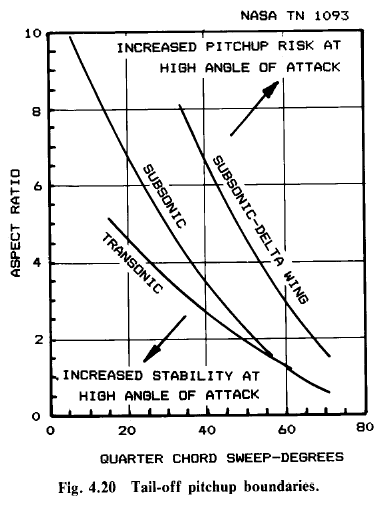 NASA TN 1093
10
INCREASED PITCHUP RISK AT
HIGH ANGLE OF ATTACK
8
SUBSONIC
SUBSONIC-DELTA WING
6
ASPECT RATIO
TRANSONIC
4
2
INCREASED STABILITY AT
HIGH ANGLE OF ATTACK
0
0 20 40 60 80
QUARTER CHORD SWEEP-DEGREES
Fig. 4.20 Tail-off pitchup boundaries.